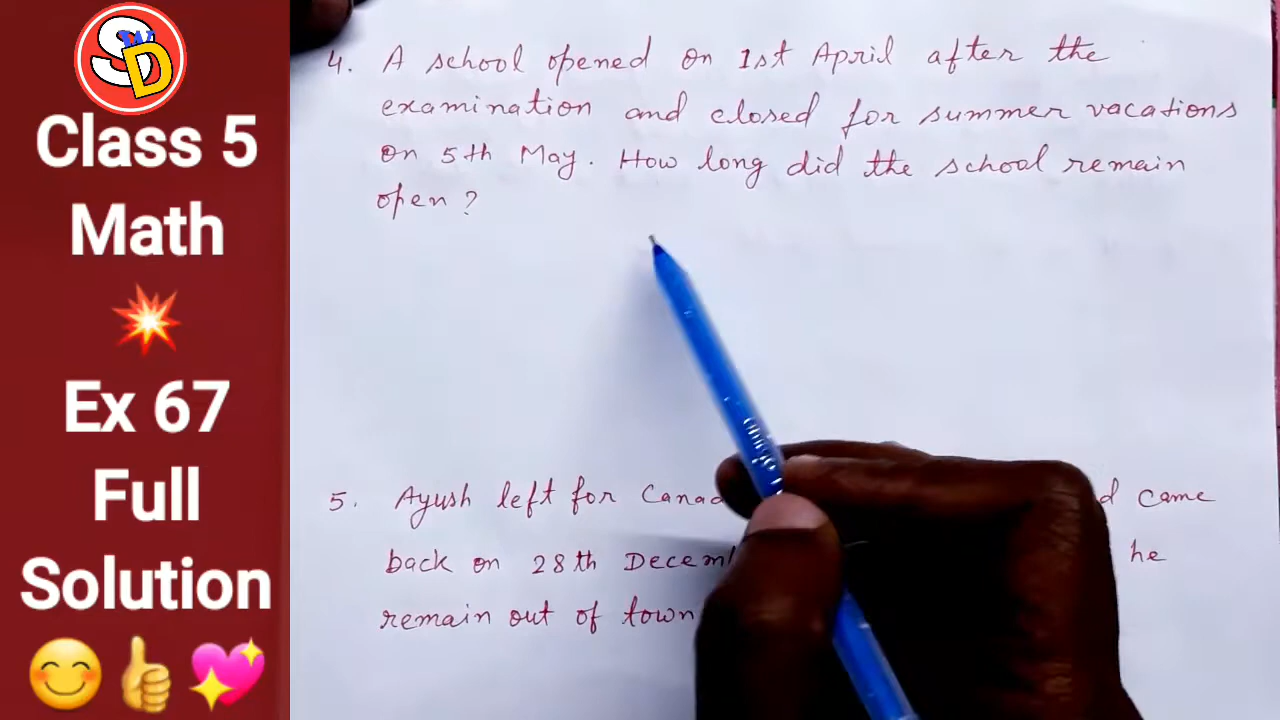 SwD
Class 5
Math
Ex 67
Full
Solution
4. A school opened on 1st April after the
examination and closed for summer vacations
on 5th May. How long did the school remain
open?
5. Ayush left for came
back on 28th he
remain out of town